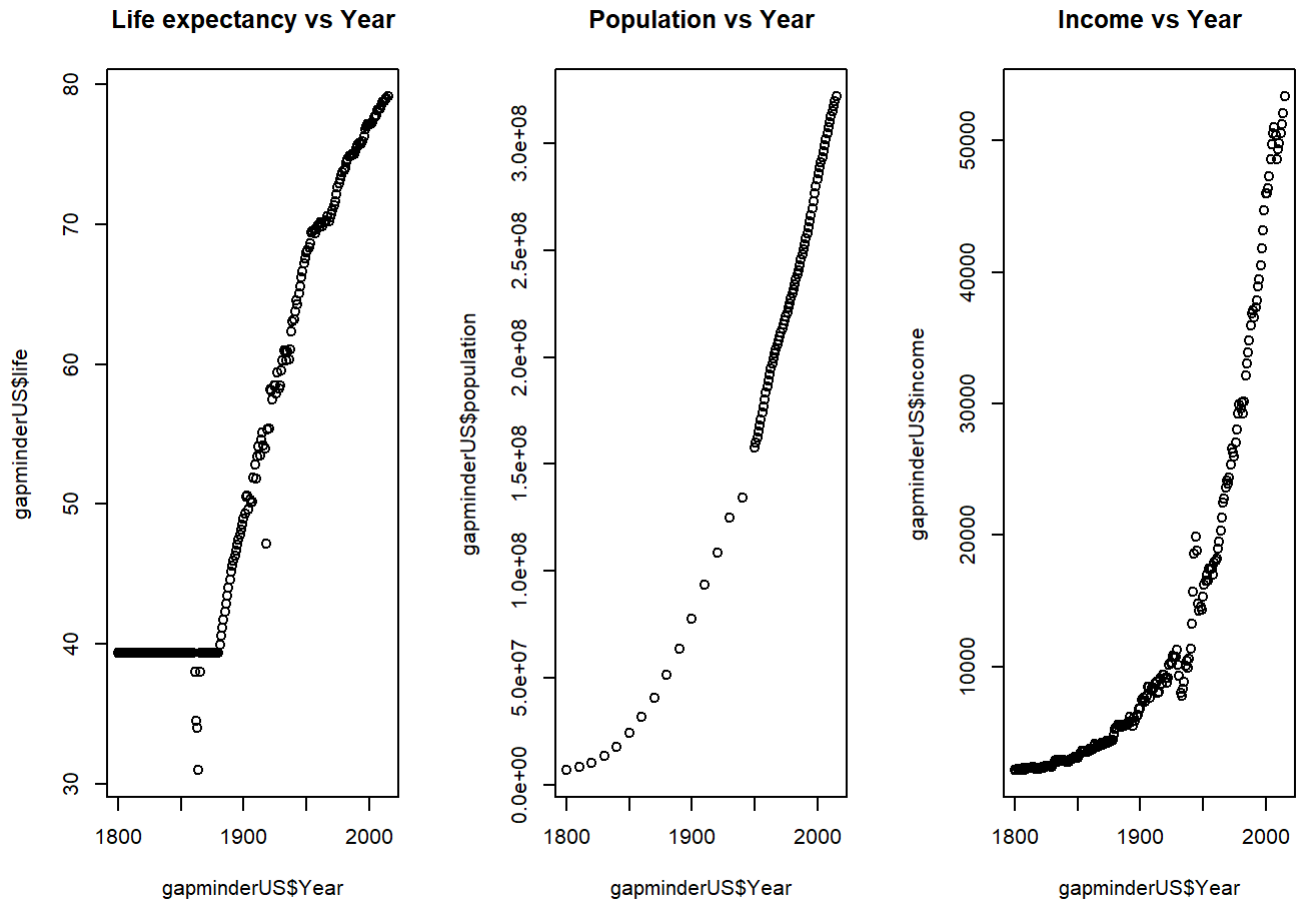 Life expectancy vs Year
gapminderUS$life
30
40
50
60
70
80
1800
1900
2000
gapminderUS$Year
Population vs Year
gapminderUS$population
0.0e+00
5.0e+07
1.0e+08
1.5e+08
2.0e+08
2.5e+08
3.0e+08
1800
1900
2000
gapminderUS$Year
Income vs Year
gapminderUS$income
10000
20000
30000
40000
50000
1800
1900
2000
gapminderUS$Year